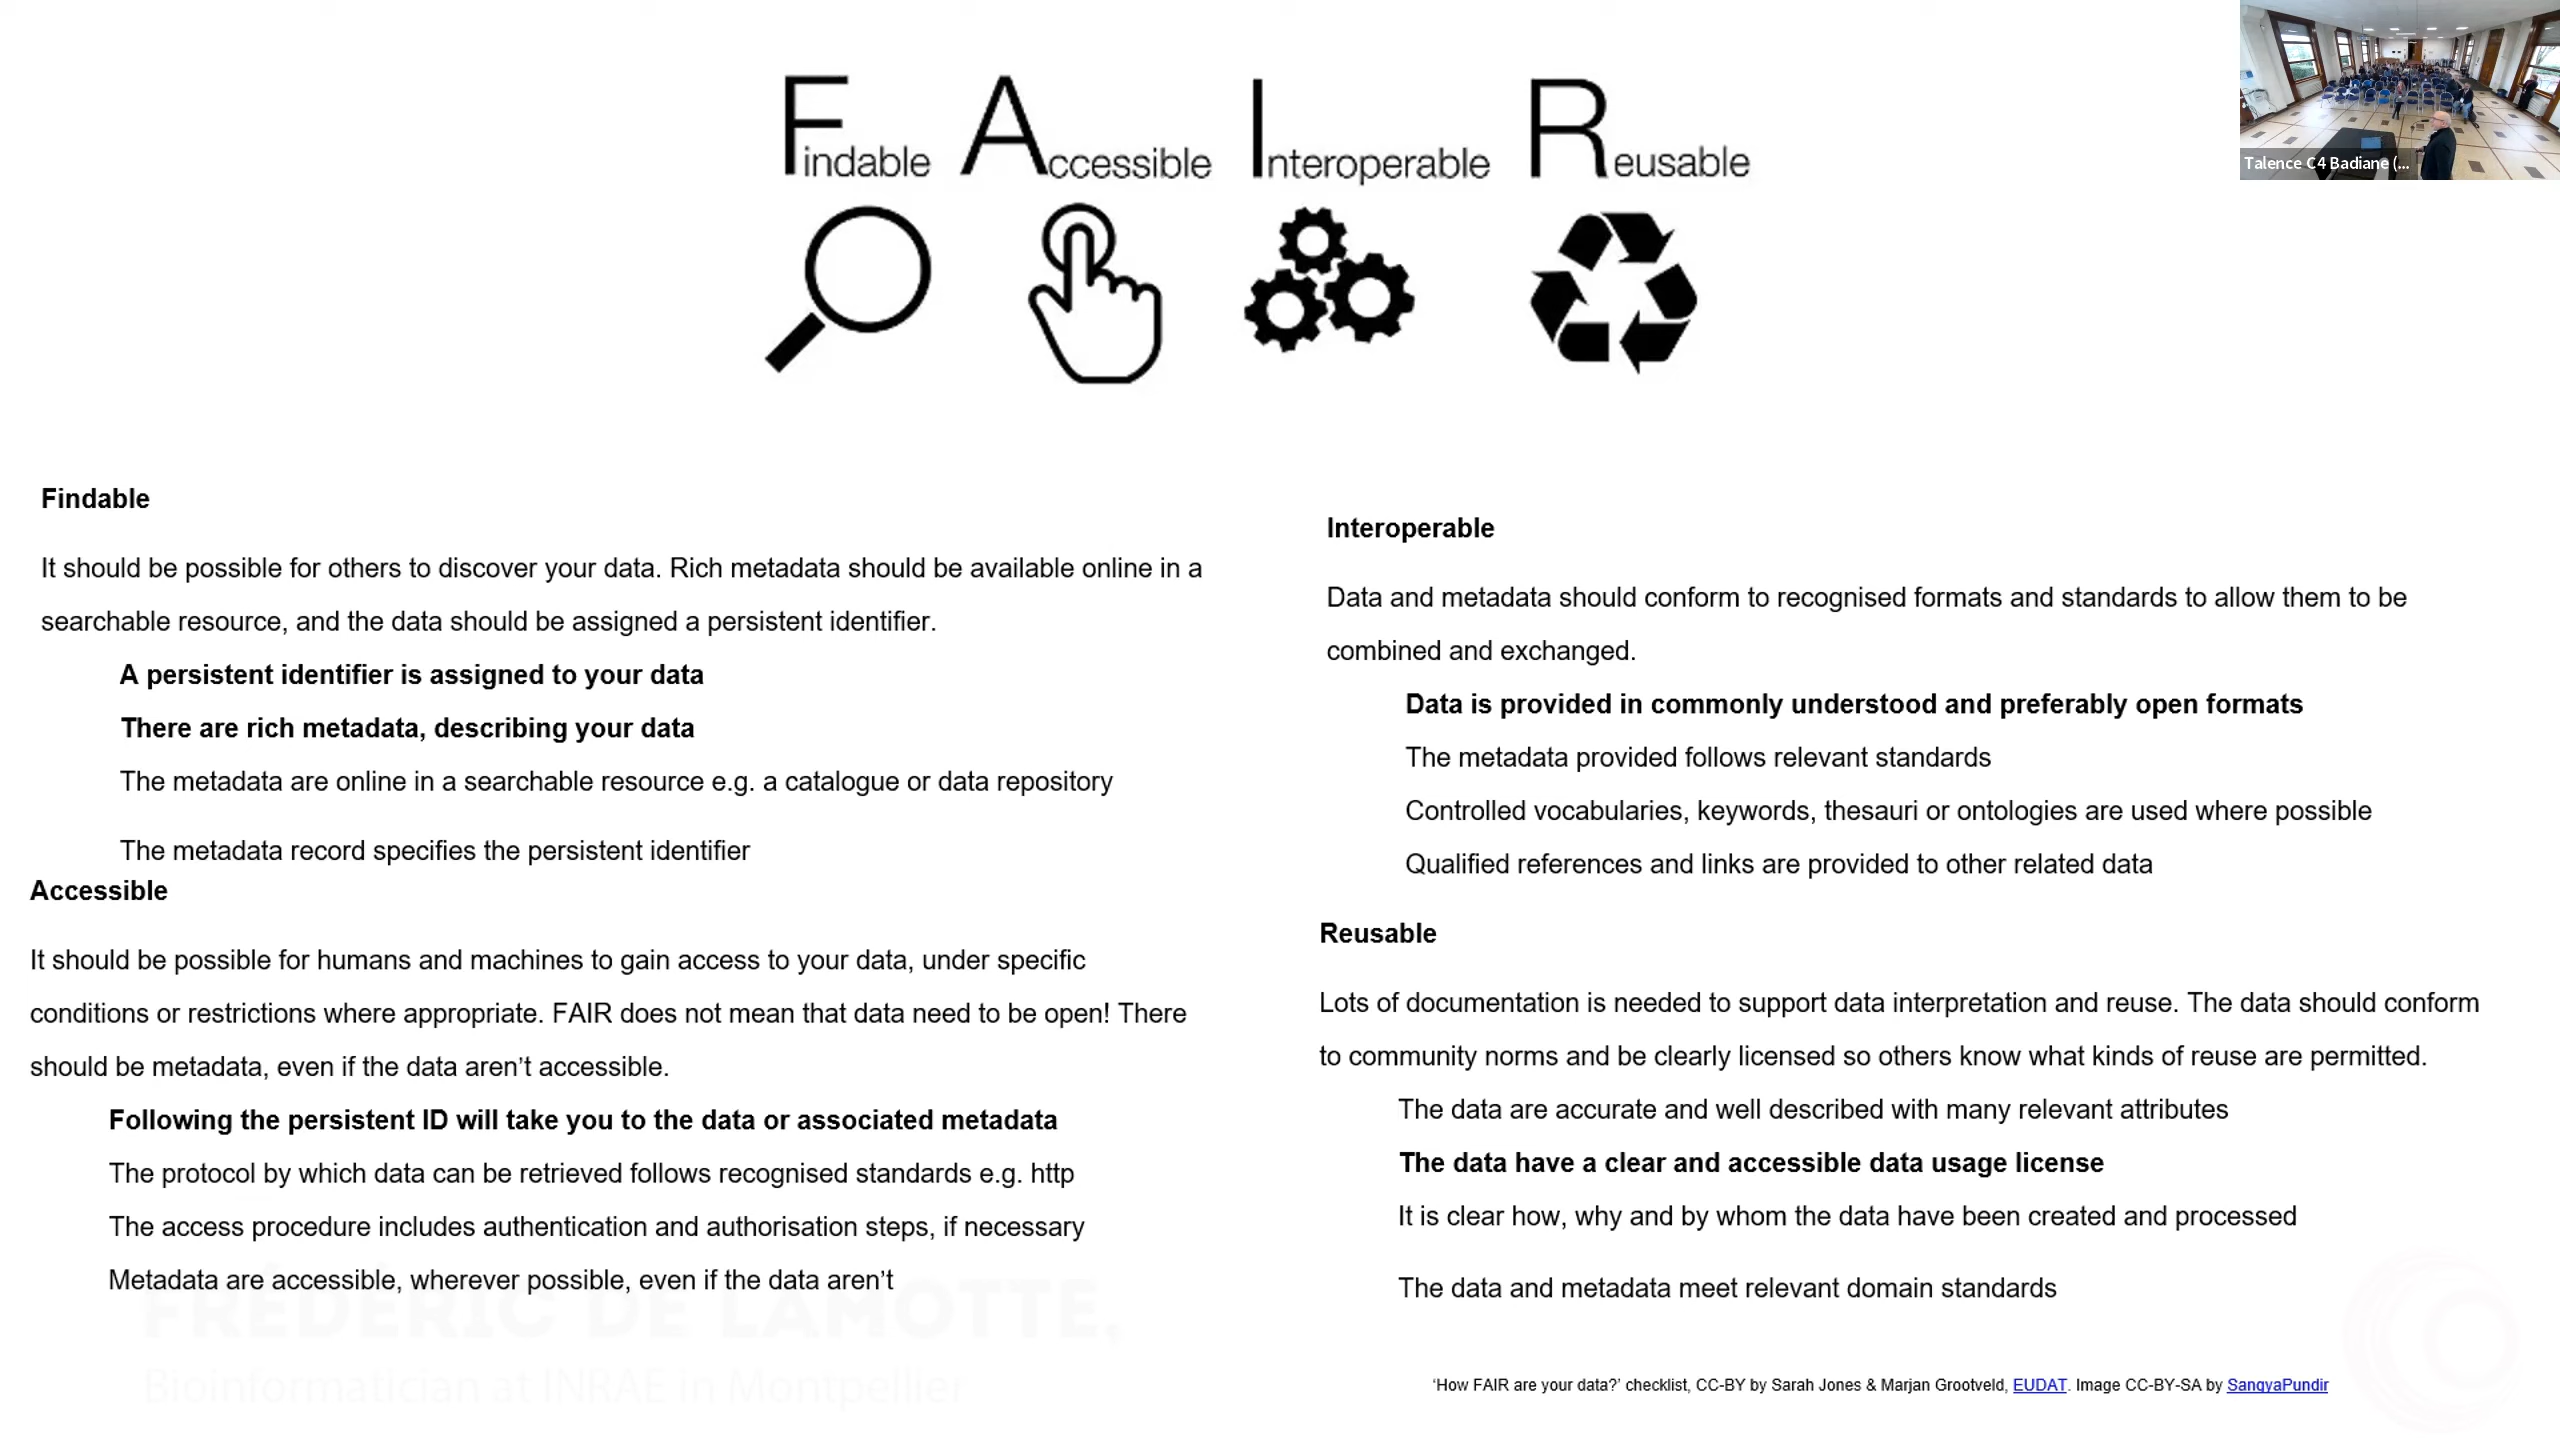 Findable Accessible Interoperable Reusable
Talence C4 Badiane (...
Findable
It should be possible for others to discover your data. Rich metadata should be available online in a
searchable resource, and the data should be assigned a persistent identifier.
A persistent identifier is assigned to your data
There are rich metadata, describing your data
The metadata are online in a searchable resource e.g. a catalogue or data repository
The metadata record specifies the persistent identifier
Accessible
It should be possible for humans and machines to gain access to your data, under specific
conditions or restrictions where appropriate. FAIR does not mean that data need to be open! There
should be metadata, even if the data aren’t accessible.
Following the persistent ID will take you to the data or associated metadata
The protocol by which data can be retrieved follows recognised standards e.g. http
The access procedure includes authentication and authorisation steps, if necessary
Metadata are accessible, wherever possible, even if the data aren’t
FRÉDÉRIC DE LAMOTTE,
Bioinformatician at INRAE in Montpellier
Interoperable
Data and metadata should conform to recognised formats and standards to allow them to be
combined and exchanged.
Data is provided in commonly understood and preferably open formats
The metadata provided follows relevant standards
Controlled vocabularies, keywords, thesauri or ontologies are used where possible
Qualified references and links are provided to other related data
Reusable
Lots of documentation is needed to support data interpretation and reuse. The data should conform
to community norms and be clearly licensed so others know what kinds of reuse are permitted.
The data are accurate and well described with many relevant attributes
The data have a clear and accessible data usage license
It is clear how, why and by whom the data have been created and processed
The data and metadata meet relevant domain standards
‘How FAIR are your data?’ checklist, CC-BY by Sarah Jones & Marjan Grootveld, EUDAT. Image CC-BY-SA by SangyaPundir